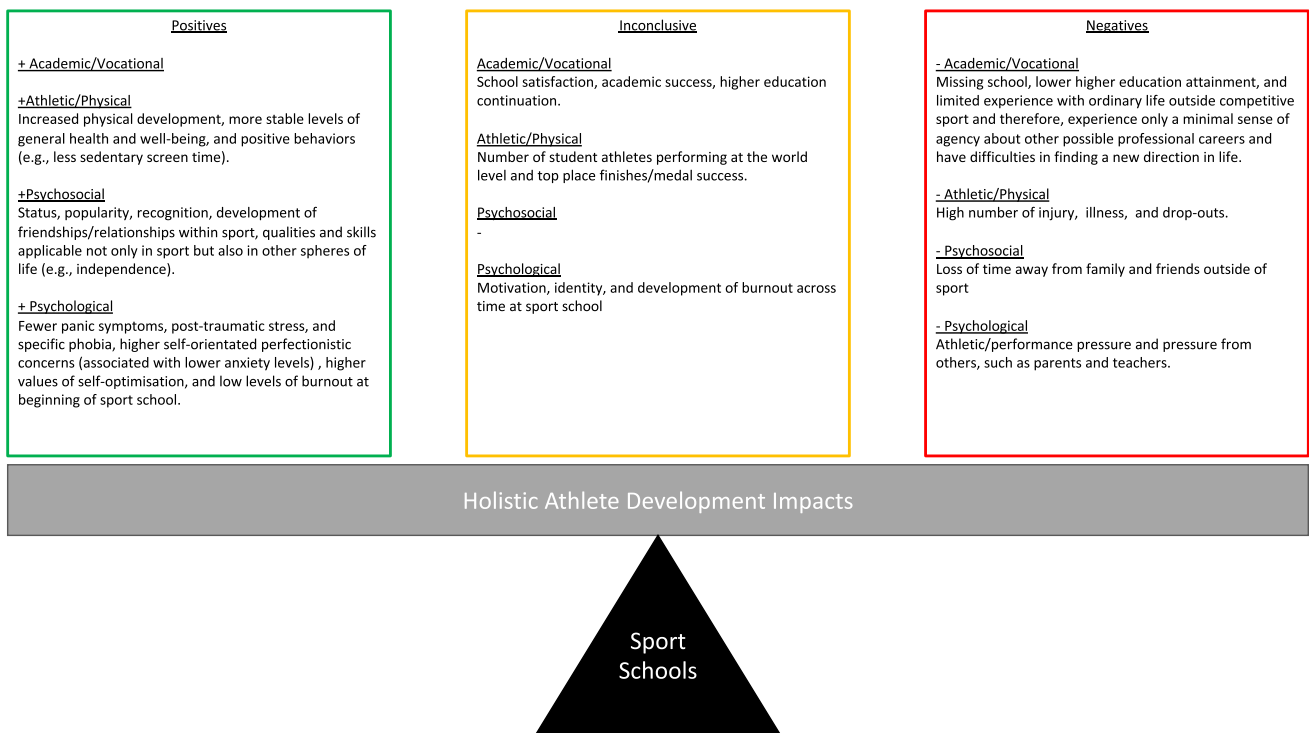 Positives
+ Academic/Vocational
+Athletic/Physical
Increased physical development, more stable levels of
general health and well-being, and positive behaviors
(e.g., less sedentary screen time).
+Psychosocial
Status, popularity, recognition, development of
friendships/relationships within sport, qualities and skills
applicable not only in sport but also in other spheres of
life (e.g., independence).
+ Psychological
Fewer panic symptoms, post-traumatic stress, and
specific phobia, higher self-orientated perfectionistic
concerns (associated with lower anxiety levels) , higher
values of self-optimisation, and low levels of burnout at
beginning of sport school.
Inconclusive
Academic/Vocational
School satisfaction, academic success, higher education
continuation.
Athletic/Physical
Number of student athletes performing at the world
level and top place finishes/medal success.
Psychosocial
-
Psychological
Motivation, identity, and development of burnout across
time at sport school
Negatives
- Academic/Vocational
Missing school, lower higher education attainment, and
limited experience with ordinary life outside competitive
sport and therefore, experience only a minimal sense of
agency about other possible professional careers and
have difficulties in finding a new direction in life.
- Athletic/Physical
High number of injury,  illness,  and drop-outs.
- Psychosocial
Loss of time away from family and friends outside of
sport
- Psychological
Athletic/performance pressure and pressure from
others, such as parents and teachers.
Holistic Athlete Development Impacts
Sport
Schools